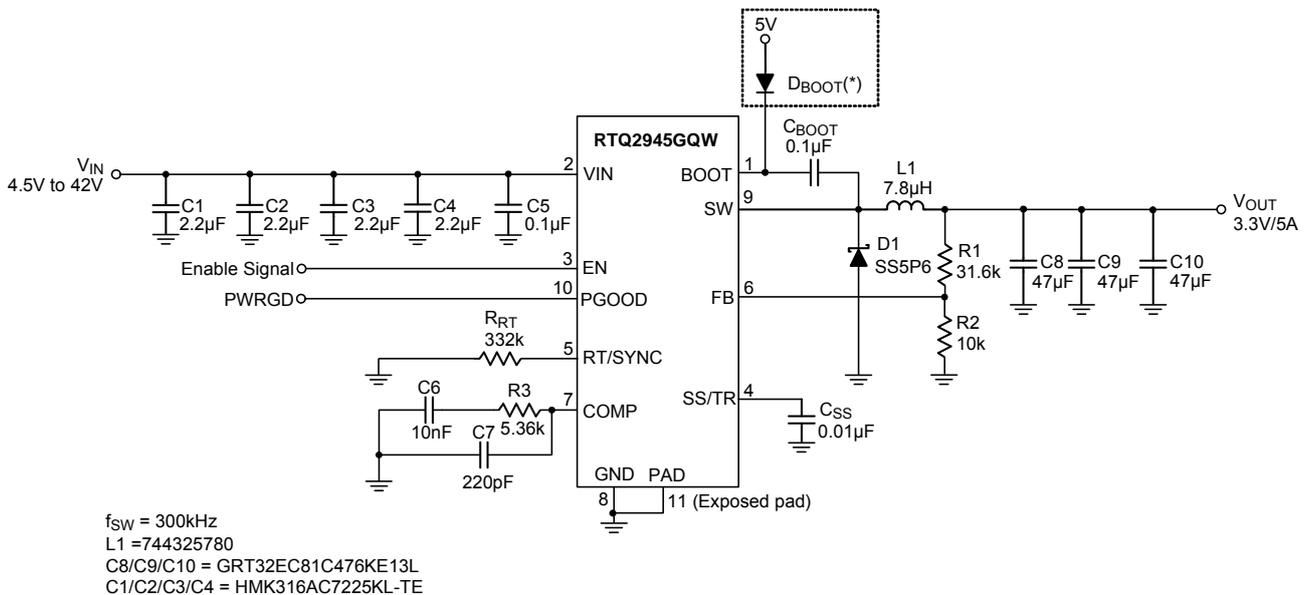 5V
DBOOT(*)
RTQ2945GQW
CBOOT
0.1µF
VIN
4.5V to 42V
2
VIN
BOOT
1
L1
7.8µH
SW
9
VOUT
3.3V/5A
C1
2.2µF
C2
2.2µF
C3
2.2µF
C4
2.2µF
C5
0.1µF
Enable Signal
3
EN
D1
SS5P6
R1
31.6k
C8
47µF
C9
47µF
C10
47µF
PWRGD
10
PGOOD
FB
6
R2
10k
RRT
332k
5
RT/SYNC
C6
10nF
R3
5.36k
7
COMP
SS/TR
4
CSS
0.01µF
C7
220pF
GND
PAD
8
11 (Exposed pad)
fSW = 300kHz
L1 =744325780
C8/C9/C10 = GRT32EC81C476KE13L
C1/C2/C3/C4 = HMK316AC7225KL-TE